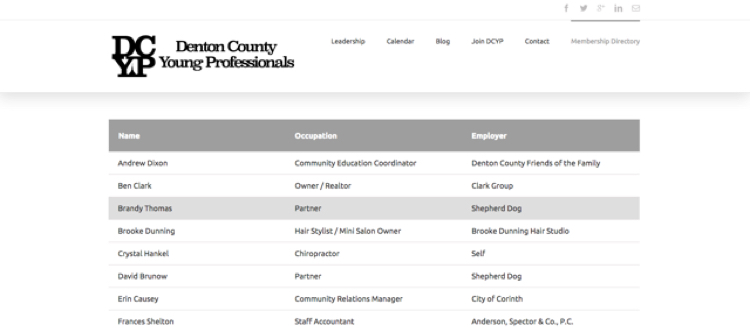 DCYP Denton County Young Professionals
Leadership Calendar Blog Join DCYP Contact Membership Directory
Name Occupation Employer
Andrew Dixon Community Education Coordinator Denton County Friends of the Family
Ben Clark Owner / Realtor Clark Group
Brandy Thomas Partner Shepherd Dog
Brooke Dunning Hair Stylist / Mini Salon Owner Brooke Dunning Hair Studio
Crystal Hankel Chiropractor Self
David Brunow Partner Shepherd Dog
Erin Causey Community Relations Manager City of Corinth
Frances Shelton Staff Accountant Anderson, Spector & Co., P.C.